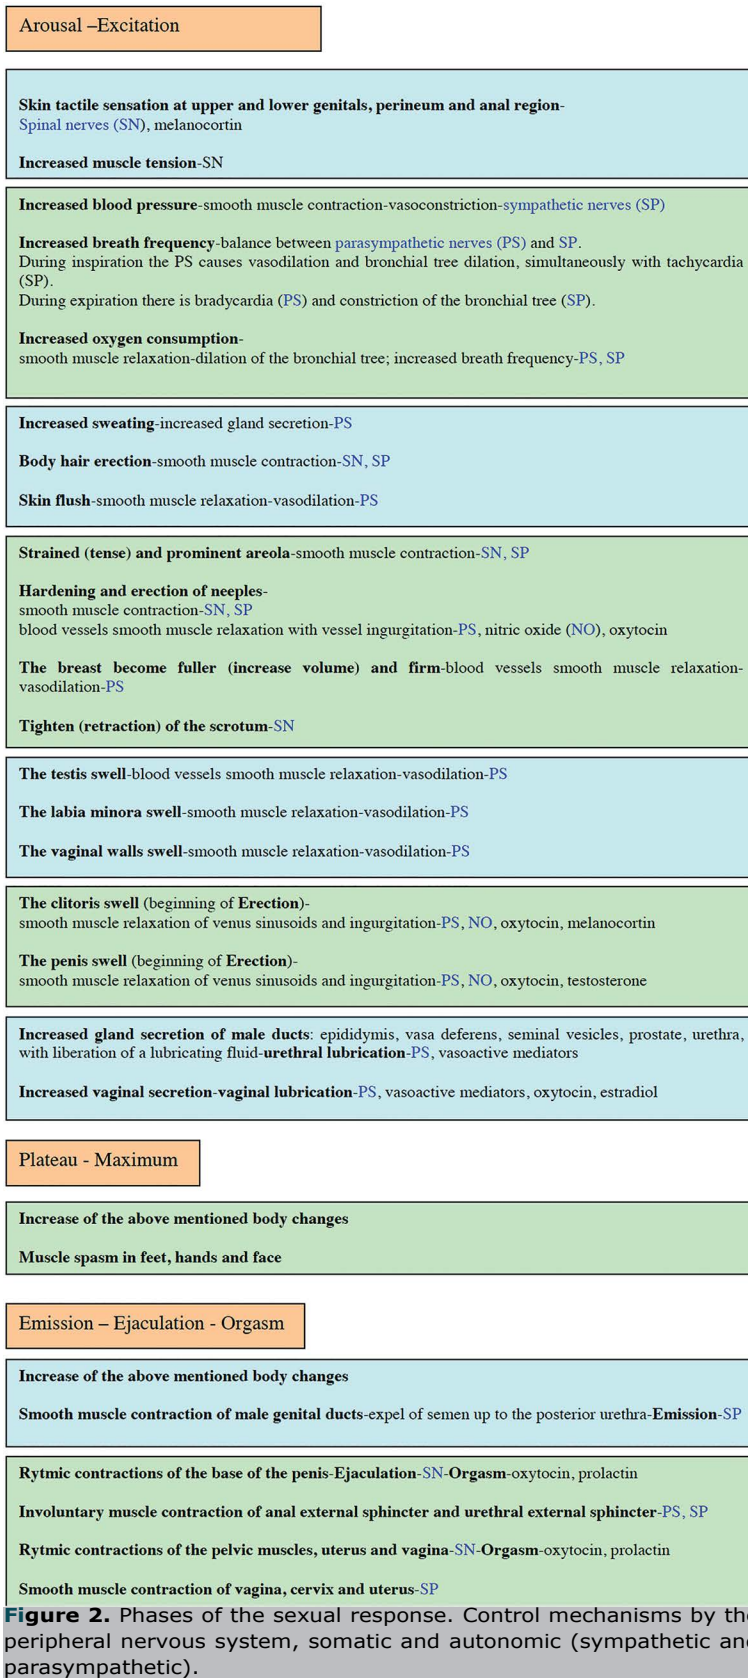 Arousal –Excitation
Skin tactile sensation at upper and lower genitals, perineum and anal region-
Spinal nerves (SN), melanocortin
Increased muscle tension-SN
Increased blood pressure-smooth muscle contraction-vasoconstriction-sympathetic nerves (SP)
Increased breath frequency-balance between parasympathetic nerves (PS) and SP.
During inspiration the PS causes vasodilation and bronchial tree dilation, simultaneously with tachycardia
(SP).
During expiration there is bradycardia (PS) and constriction of the bronchial tree (SP).
Increased oxygen consumption-
smooth muscle relaxation-dilation of the bronchial tree; increased breath frequency-PS, SP
Increased sweating-increased gland secretion-PS
Body hair erection-smooth muscle contraction-SN, SP
Skin flush-smooth muscle relaxation-vasodilation-PS
Strained (tense) and prominent areola-smooth muscle contraction-SN, SP
Hardening and erection of neeples-
smooth muscle contraction-SN, SP
blood vessels smooth muscle relaxation with vessel ingurgitation-PS, nitric oxide (NO), oxytocin
The breast become fuller (increase volume) and firm-blood vessels smooth muscle relaxation-
vasodilation-PS
Tighten (retraction) of the scrotum-SN
The testis swell-blood vessels smooth muscle relaxation-vasodilation-PS
The labia minora swell-smooth muscle relaxation-vasodilation-PS
The vaginal walls swell-smooth muscle relaxation-vasodilation-PS
The clitoris swell (beginning of Erection)-
smooth muscle relaxation of venus sinusoids and ingurgitation-PS, NO, oxytocin, melanocortin
The penis swell (beginning of Erection)-
smooth muscle relaxation of venus sinusoids and ingurgitation-PS, NO, oxytocin, testosterone
Increased gland secretion of male ducts: epididymis, vasa deferens, seminal vesicles, prostate, urethra,
with liberation of a lubricating fluid-urethral lubrication-PS, vasoactive mediators
Increased vaginal secretion-vaginal lubrication-PS, vasoactive mediators, oxytocin, estradiol
Plateau - Maximum
Increase of the above mentioned body changes
Muscle spasm in feet, hands and face
Emission – Ejaculation - Orgasm
Increase of the above mentioned body changes
Smooth muscle contraction of male genital ducts-expel of semen up to the posterior urethra-Emission-SP
Rytmic contractions of the base of the penis-Ejaculation-SN-Orgasm-oxytocin, prolactin
Involuntary muscle contraction of anal external sphincter and urethral external sphincter-PS, SP
Rytmic contractions of the pelvic muscles, uterus and vagina-SN-Orgasm-oxytocin, prolactin
Smooth muscle contraction of vagina, cervix and uterus-SP
Figure 2. Phases of the sexual response. Control mechanisms by the
peripheral nervous system, somatic and autonomic (sympathetic and
parasympathetic).